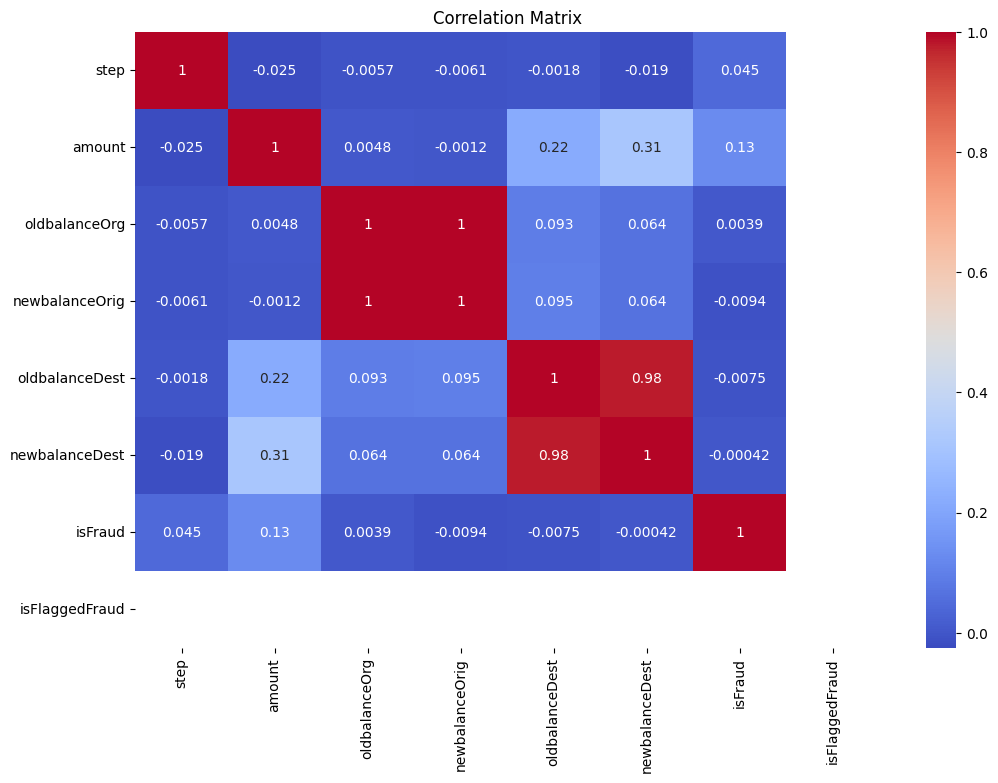 Correlation Matrix
step 1 -0.025 -0.0057 -0.0061 -0.0018 -0.019 0.045
amount -0.025 1 0.0048 -0.0012 0.22 0.31 0.13
oldbalanceOrg -0.0057 0.0048 1 1 0.093 0.064 0.0039
newbalanceOrig -0.0061 -0.0012 1 1 0.095 0.064 -0.0094
oldbalanceDest -0.0018 0.22 0.093 0.095 1 0.98 -0.0075
newbalanceDest -0.019 0.31 0.064 0.064 0.98 1 -0.00042
isFraud 0.045 0.13 0.0039 -0.0094 -0.0075 -0.00042 1
isFlaggedFraud
step
amount
oldbalanceOrg
newbalanceOrig
oldbalanceDest
newbalanceDest
isFraud
isFlaggedFraud
1.0
0.8
0.6
0.4
0.2
0.0